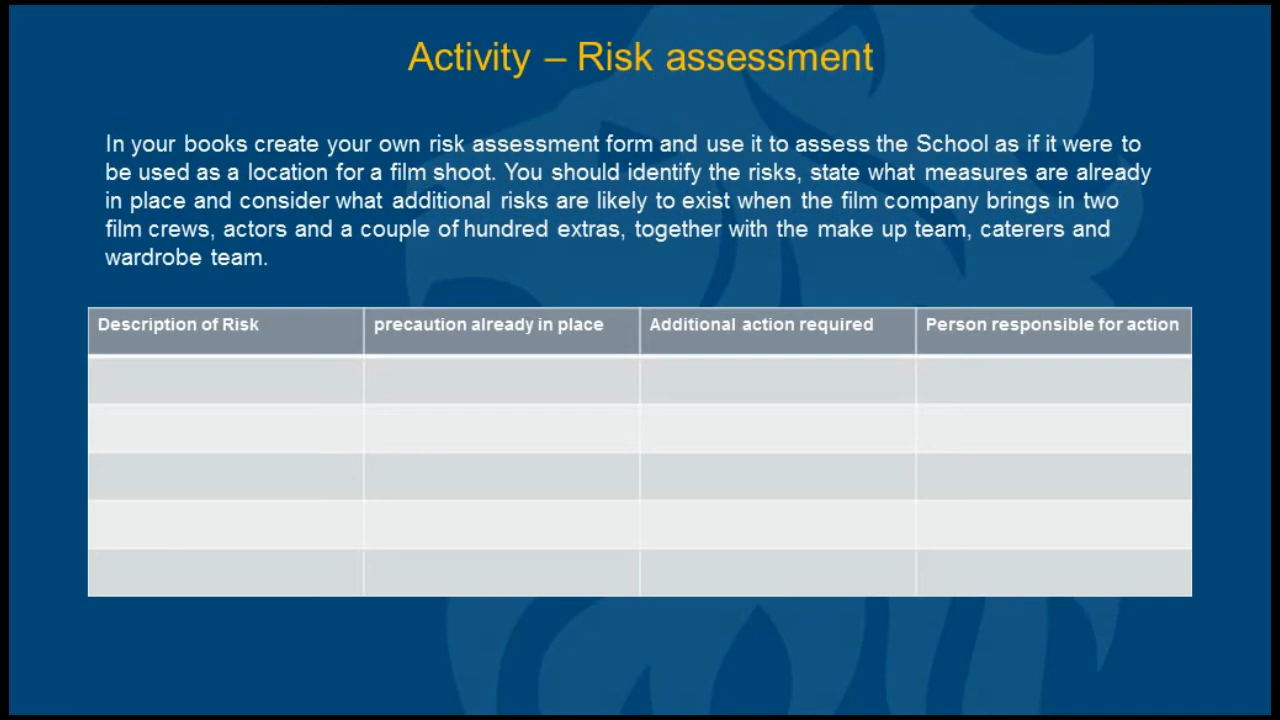 Activity – Risk assessment
In your books create your own risk assessment form and use it to assess the School as if it were to
be used as a location for a film shoot. You should identify the risks, state what measures are already
in place and consider what additional risks are likely to exist when the film company brings in two
film crews, actors and a couple of hundred extras, together with the make up team, caterers and
wardrobe team.
Description of Risk
precaution already in place
Additional action required
Person responsible for action